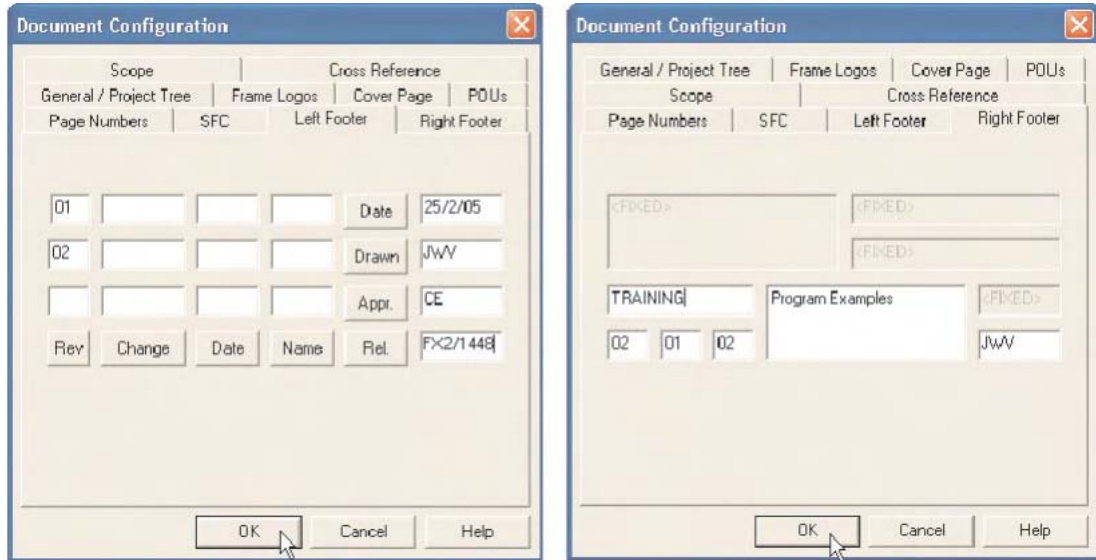 Document Configuration
Scope Cross Reference
General / Project Tree Frame Logos Cover Page POUs
Page Numbers SFC Left Footer Right Footer
01 Date 25/2/05
02 Drawn JWV
Appr. CE
Rev Change Date Name Rel. FX2/1448
OK Cancel Help
Document Configuration
General / Project Tree Frame Logos Cover Page POUs
Scope Cross Reference
Page Numbers SFC Left Footer Right Footer
<FIXED> <FIXED>
<FIXED>
TRAINING Program Examples <FIXED>
02 01 02 JWV
OK Cancel Help